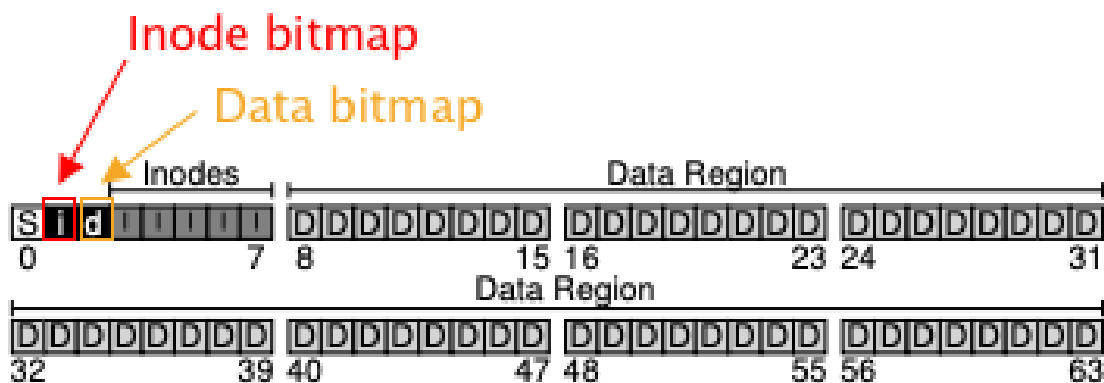 Inode bitmap
Data bitmap
Inodes Data Region
S i d I I I I I D D D D D D D D D D D D D D D D D D D D D D D D
0 7 8 15 16 23 24 31
Data Region
D D D D D D D D D D D D D D D D D D D D D D D D D D D D D D D D
32 39 40 47 48 55 56 63